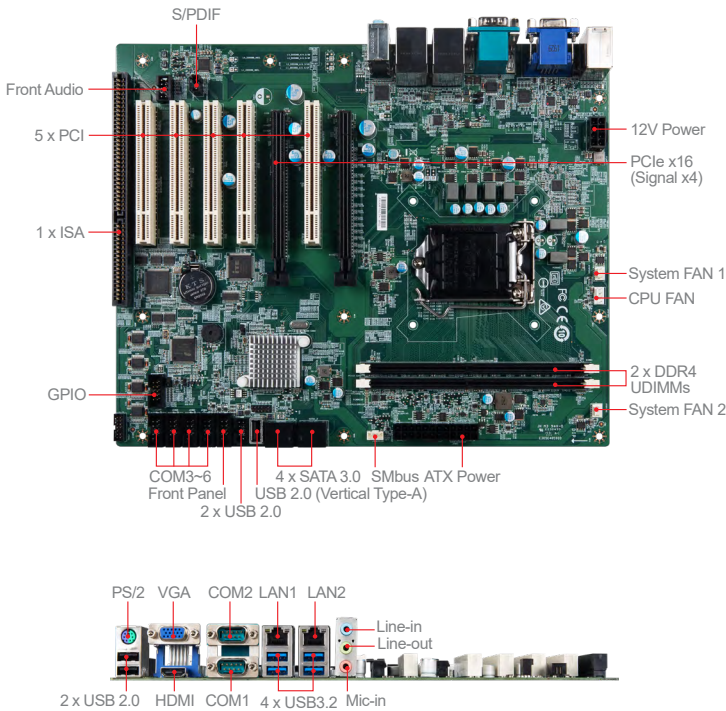 S/PDIF
Front Audio
5 x PCI
12V Power
PCIe x16
(Signal x4)
1 x ISA
System FAN 1
CPU FAN
FC CE
2 x DDR4
UDIMMs
GPIO
System FAN 2
COM3~6
4 x SATA 3.0
SMbus
ATX Power
Front Panel
USB 2.0 (Vertical Type-A)
2 x USB 2.0
PS/2
VGA
COM2
LAN1
LAN2
Line-in
Line-out
2 x USB 2.0
HDMI
COM1
4 x USB3.2
Mic-in